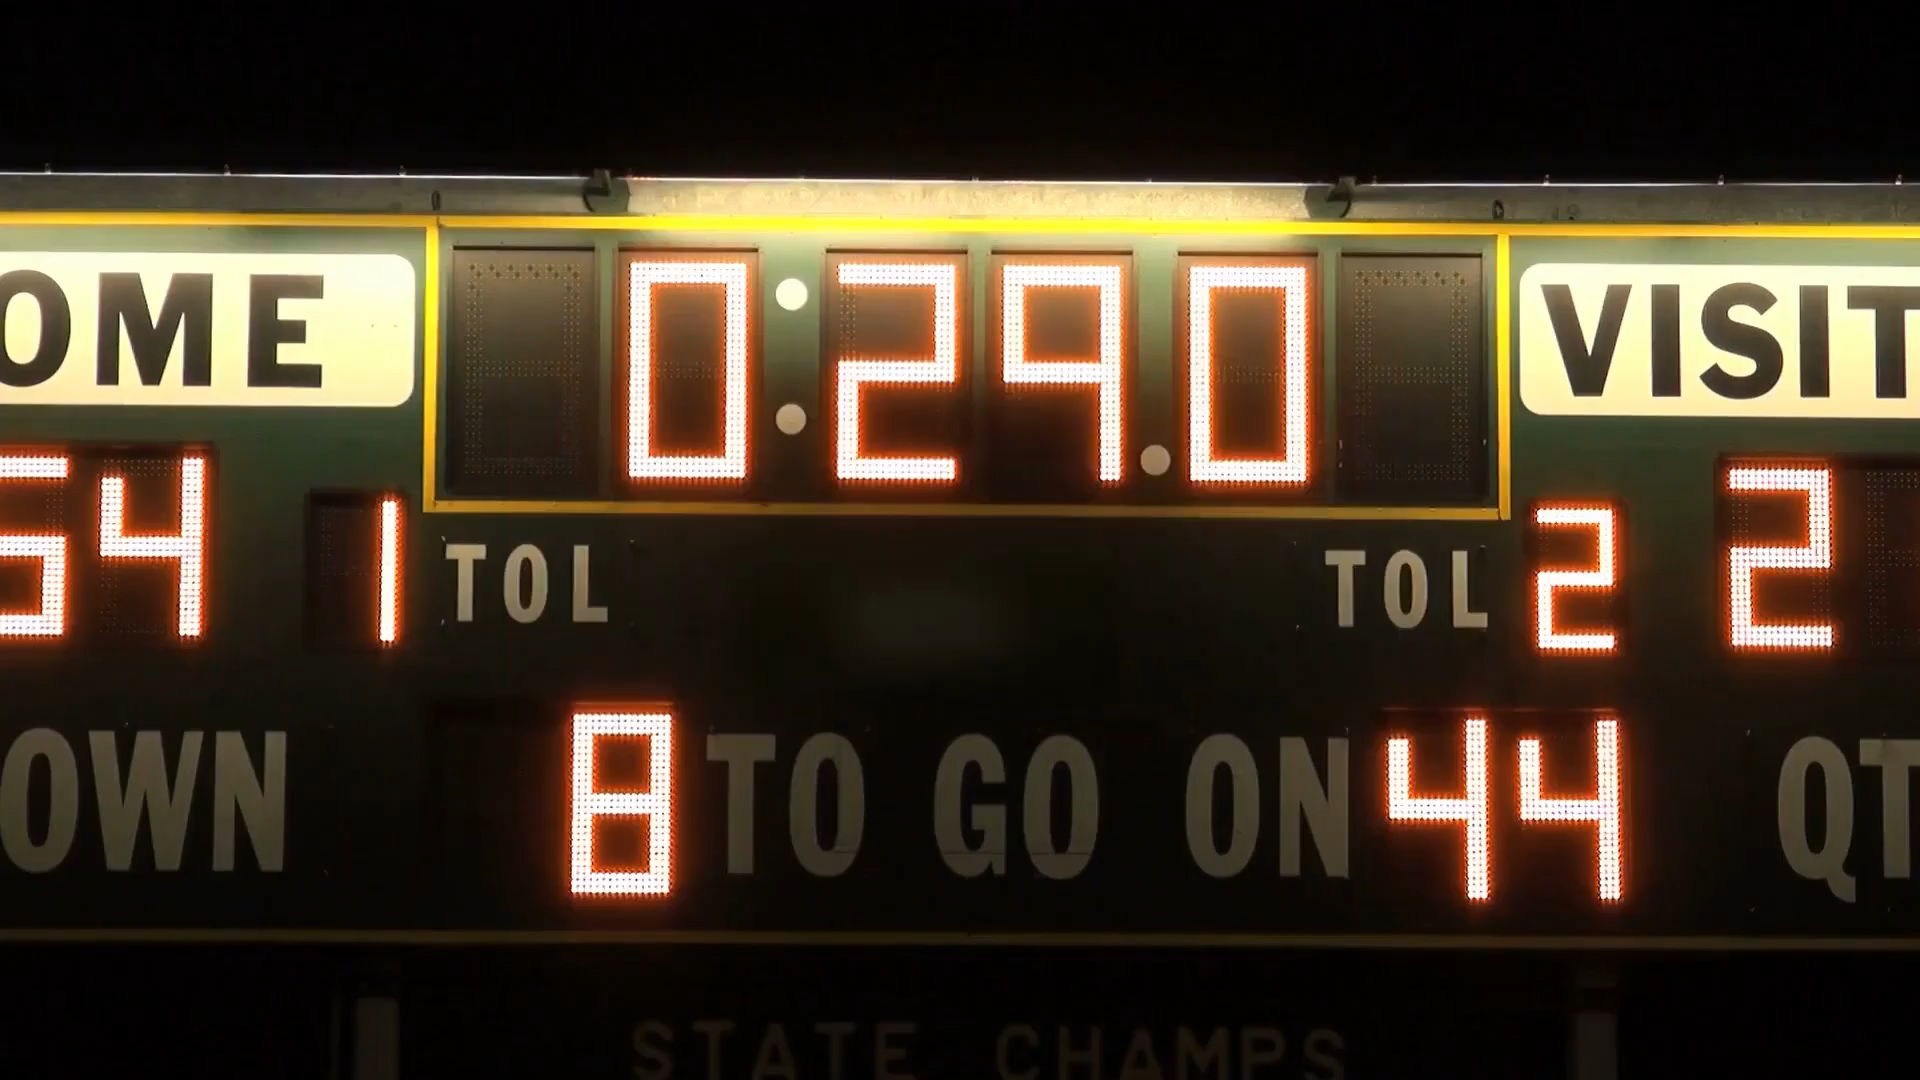 OME 0:29.0 VISIT
54 1 TOL TOL 2 2
OWN 8 TO GO ON 44 QT
STATE CHAMPS